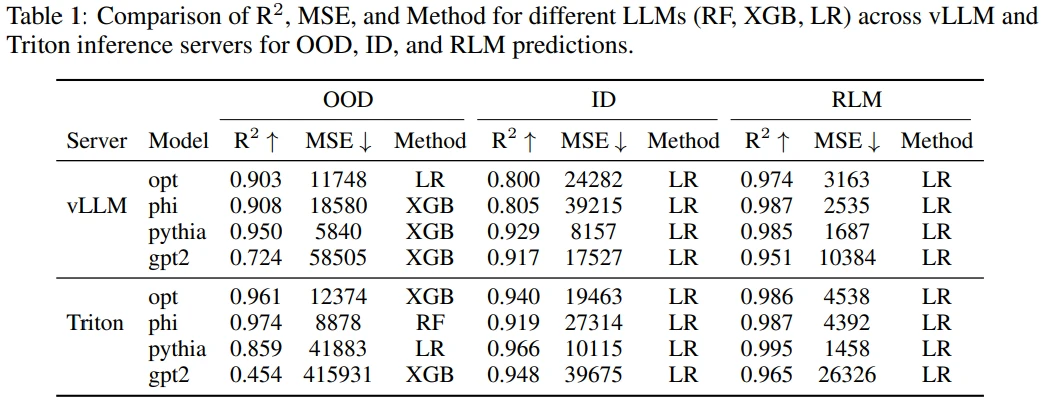 Table 1: Comparison of R², MSE, and Method for different LLMs (RF, XGB, LR) across vLLM and
Triton inference servers for OOD, ID, and RLM predictions.
OOD ID RLM
Server Model R² ↑ MSE ↓ Method R² ↑ MSE ↓ Method R² ↑ MSE ↓ Method
opt 0.903 11748 LR 0.800 24282 LR 0.974 3163 LR
vLLM phi 0.908 18580 XGB 0.805 39215 LR 0.987 2535 LR
pythia 0.950 5840 XGB 0.929 8157 LR 0.985 1687 LR
gpt2 0.724 58505 XGB 0.917 17527 LR 0.951 10384 LR
opt 0.961 12374 XGB 0.940 19463 LR 0.986 4538 LR
Triton phi 0.974 8878 RF 0.919 27314 LR 0.987 4392 LR
pythia 0.859 41883 LR 0.966 10115 LR 0.995 1458 LR
gpt2 0.454 415931 XGB 0.948 39675 LR 0.965 26326 LR